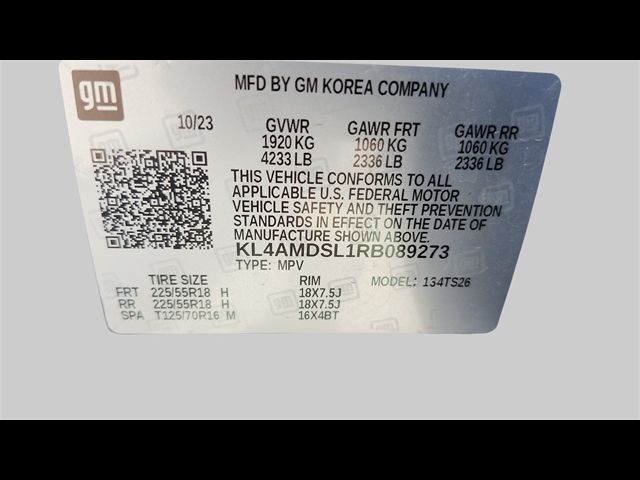 gm
MFD BY GM KOREA COMPANY
10/23 GVWR GAWR FRT GAWR RR
1920 KG 1060 KG 1060 KG
4233 LB 2336 LB 2336 LB
THIS VEHICLE CONFORMS TO ALL
APPLICABLE U.S. FEDERAL MOTOR
VEHICLE SAFETY AND THEFT PREVENTION
STANDARDS IN EFFECT ON THE DATE OF
MANUFACTURE SHOWN ABOVE.
KL4AMDSL1RB089273
TYPE: MPV
TIRE SIZE RIM MODEL: 134TS26
FRT 225/55R18 H 18X7.5J
RR 225/55R18 H 18X7.5J
SPA T125/70R16 M 16X4BT